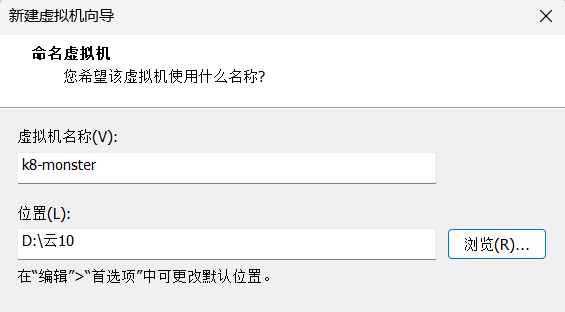 新建虚拟机向导
命名虚拟机
您希望该虚拟机使用什么名称?
虚拟机名称(V):
k8-monster
位置(L):
D:\云10
浏览(R)...
在“编辑”>“首选项”中可更改默认位置。